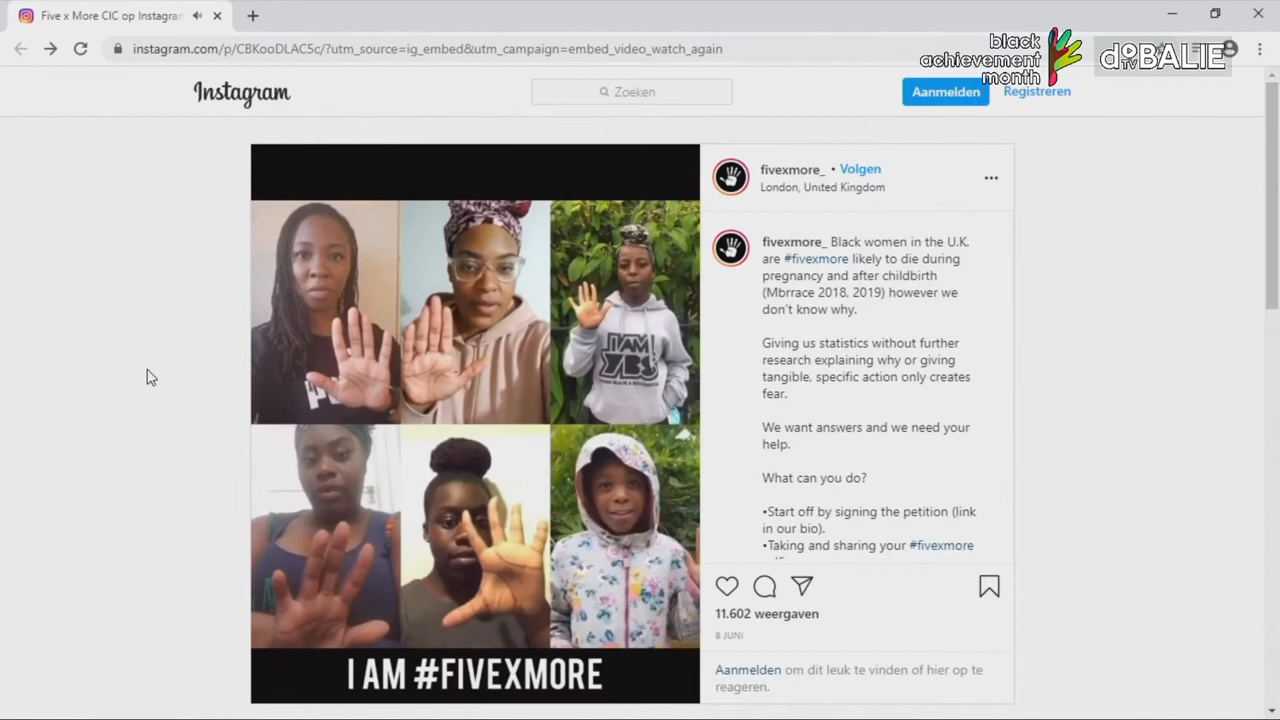 Five x More CIC op Instagram
instagram.com/p/CBKooDLAC5c/?utm_source=ig_embed&utm_campaign=embed_video_watch_again
black
achievement
month
de BALIE
TV
Instagram
Zoeken
Aanmelden
Registreren
fivexmore_ • Volgen
London, United Kingdom
fivexmore_ Black women in the U.K.
are #fivexmore likely to die during
pregnancy and after childbirth
(Mbrrace 2018, 2019) however we
don't know why.
Giving us statistics without further
research explaining why or giving
tangible, specific action only creates
fear.
We want answers and we need your
help.
What can you do?
•Start off by signing the petition (link
in our bio).
•Taking and sharing your #fivexmore
I AM
YBS
I AM #FIVEXMORE
11.602 weergaven
8 JUNI
Aanmelden om dit leuk te vinden of hier op te
reageren.